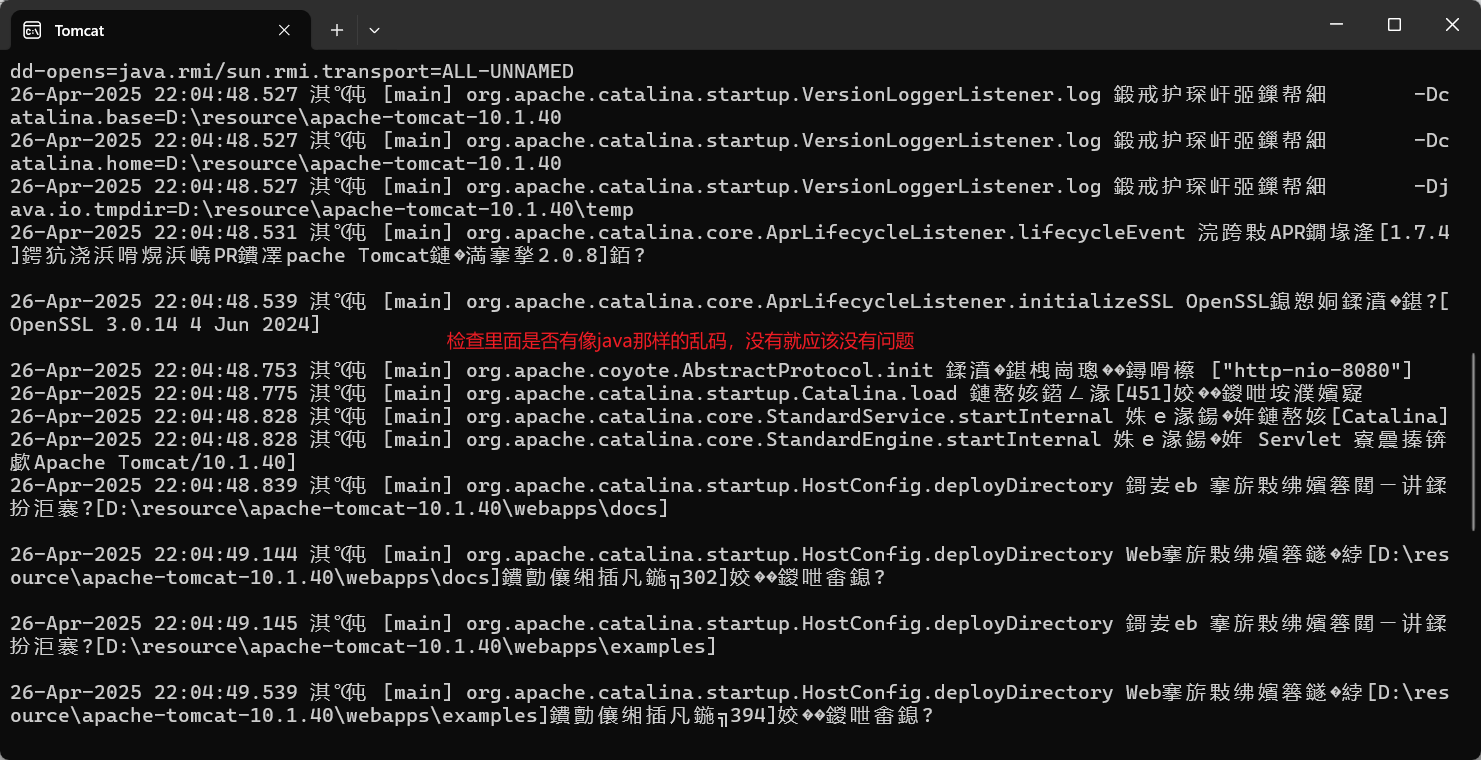 Tomcat
dd-opens=java.rmi/sun.rmi.transport=ALL-UNNAMED
26-Apr-2025 22:04:48.527 淇℃伅 [main] org.apache.catalina.startup.VersionLoggerListener.log 鍛戒护琛屽弬鏁帮細       -Dc
atalina.base=D:\resource\apache-tomcat-10.1.40
26-Apr-2025 22:04:48.527 淇℃伅 [main] org.apache.catalina.startup.VersionLoggerListener.log 鍛戒护琛屽弬鏁帮細       -Dc
atalina.home=D:\resource\apache-tomcat-10.1.40
26-Apr-2025 22:04:48.527 淇℃伅 [main] org.apache.catalina.startup.VersionLoggerListener.log 鍛戒护琛屽弬鏁帮細       -Dj
ava.io.tmpdir=D:\resource\apache-tomcat-10.1.40\temp
26-Apr-2025 22:04:48.531 淇℃伅 [main] org.apache.catalina.core.AprLifecycleListener.lifecycleEvent 浣跨敤APR鐗堟湰[1.7.4
]鍔犺浇浜嗗熀浜嶢PR鐨凙pache Tomcat鏈�満搴撉2.0.8]銆?
26-Apr-2025 22:04:48.539 淇℃伅 [main] org.apache.catalina.core.AprLifecycleListener.initializeSSL OpenSSL鎴愬姛鍒濆�鍖?[
OpenSSL 3.0.14 4 Jun 2024]
检查里面是否有像java那样的乱码，没有就应该没有问题
26-Apr-2025 22:04:48.753 淇℃伅 [main] org.apache.coyote.AbstractProtocol.init 鍒濆�鍖栧崗璁��鐞嗗櫒 ["http-nio-8080"]
26-Apr-2025 22:04:48.775 淇℃伅 [main] org.apache.catalina.startup.Catalina.load 鏈嶅姟鍣ㄥ湪[451]姣��鍐呭垵濮嬪寲
26-Apr-2025 22:04:48.828 淇℃伅 [main] org.apache.catalina.core.StandardService.startInternal 姝ｅ湪鍚�姩鏈嶅姟[Catalina]
26-Apr-2025 22:04:48.828 淇℃伅 [main] org.apache.catalina.core.StandardEngine.startInternal 姝ｅ湪鍚�姩 Servlet 寮曟搸锛
歔Apache Tomcat/10.1.40]
26-Apr-2025 22:04:48.839 淇℃伅 [main] org.apache.catalina.startup.HostConfig.deployDirectory 鎶妛eb 搴旂敤绋嬪簭閮ㄧ讲鍒
扮洰褰?[D:\resource\apache-tomcat-10.1.40\webapps\docs]
26-Apr-2025 22:04:49.144 淇℃伅 [main] org.apache.catalina.startup.HostConfig.deployDirectory Web搴旂敤绋嬪簭鐩�綍[D:\res
ource\apache-tomcat-10.1.40\webapps\docs]鐨勯儴缃插凡鍦╗302]姣��鍐呭畬鎴?
26-Apr-2025 22:04:49.145 淇℃伅 [main] org.apache.catalina.startup.HostConfig.deployDirectory 鎶妛eb 搴旂敤绋嬪簭閮ㄧ讲鍒
扮洰褰?[D:\resource\apache-tomcat-10.1.40\webapps\examples]
26-Apr-2025 22:04:49.539 淇℃伅 [main] org.apache.catalina.startup.HostConfig.deployDirectory Web搴旂敤绋嬪簭鐩�綍[D:\res
ource\apache-tomcat-10.1.40\webapps\examples]鐨勯儴缃插凡鍦╗394]姣��鍐呭畬鎴?